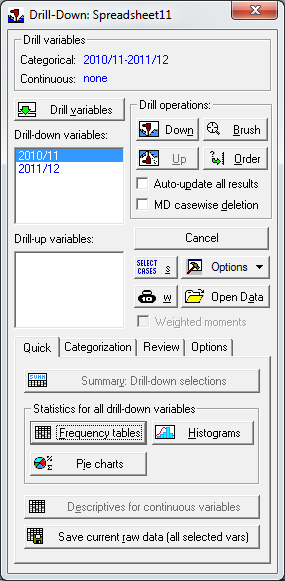 Drill-Down: Spreadsheet11
Drill variables
Categorical: 2010/11-2011/12
Continuous: none
Drill variables
Drill operations:
Down
Brush
Up
Order
Auto-update all results
MD casewise deletion
Drill-down variables:
2010/11
2011/12
Drill-up variables:
Cancel
SELECT CASES S
Options
W
Open Data
Weighted moments
Quick Categorization Review Options
SUMM Summary: Drill-down selections
Statistics for all drill-down variables
Frequency tables
Histograms
% Σ Pie charts
Descriptives for continuous variables
Save current raw data (all selected vars)